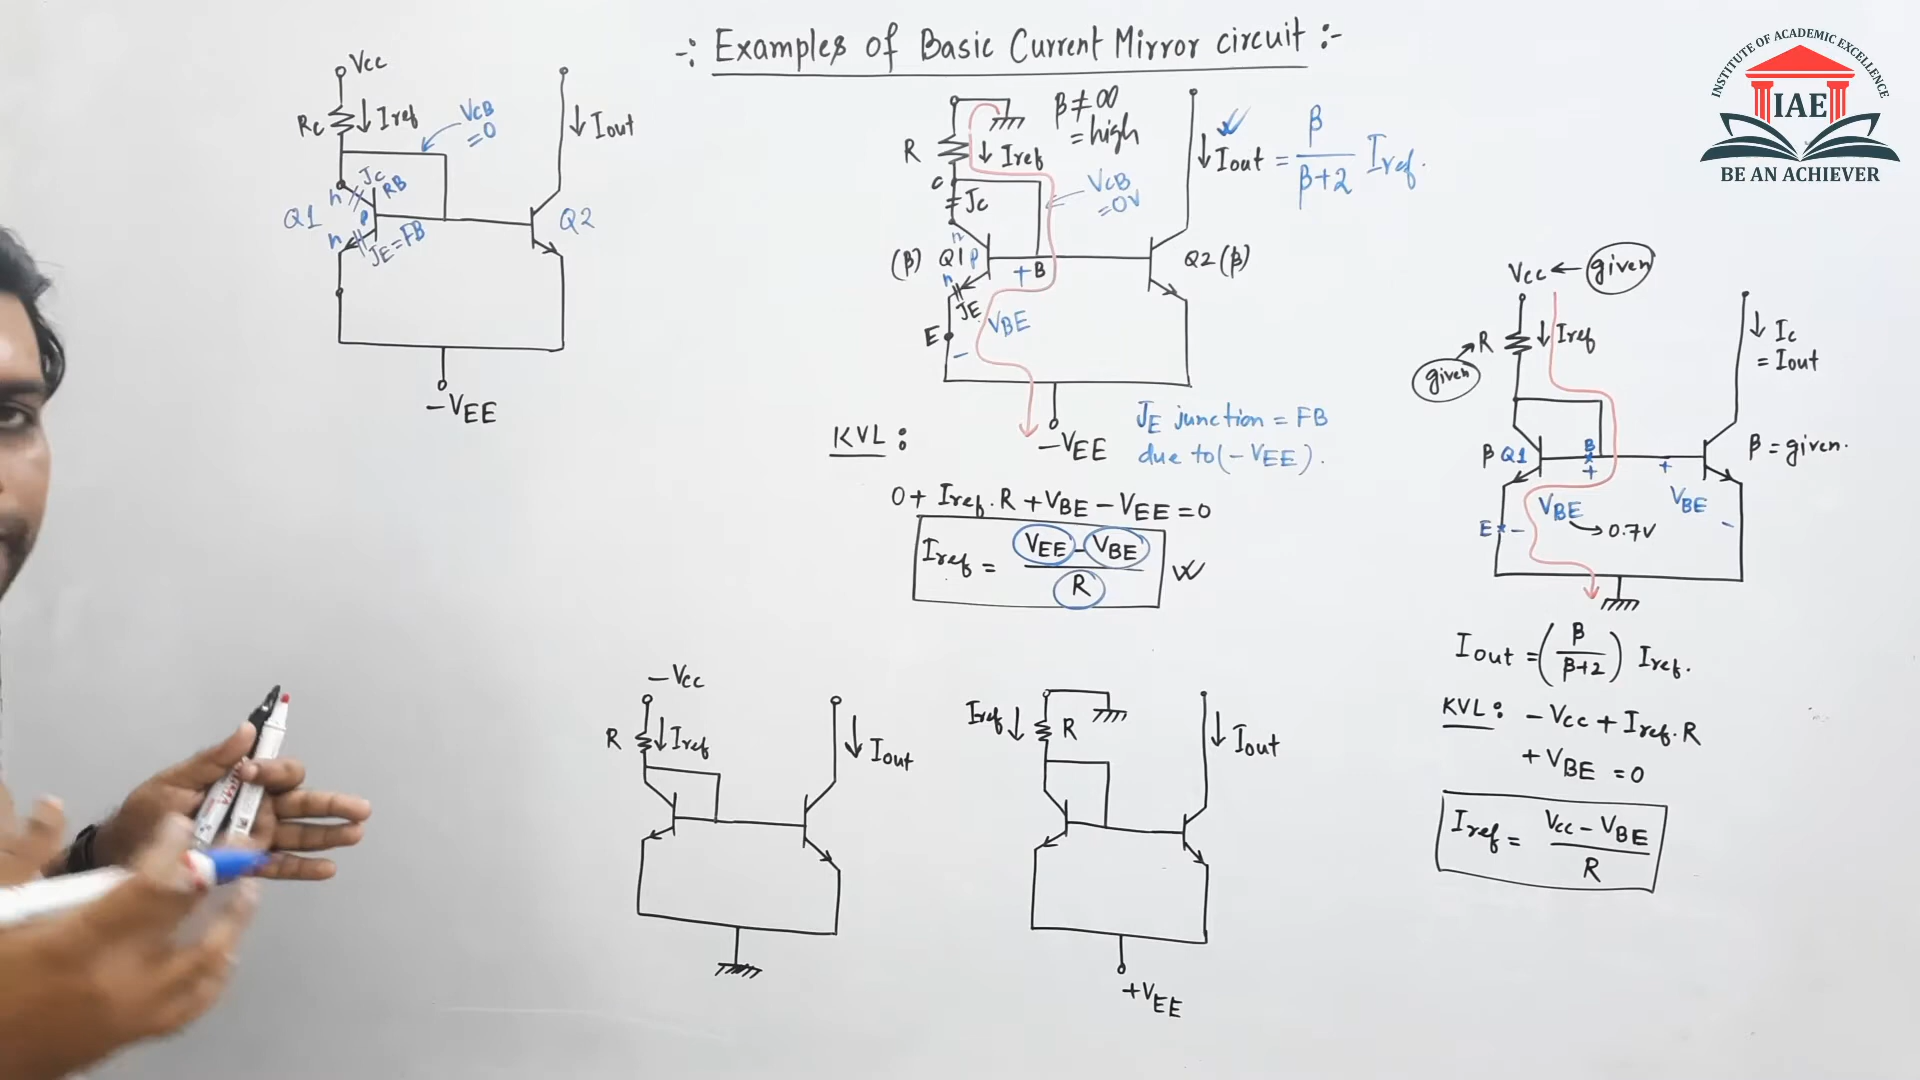 -: Examples of Basic Current Mirror circuit :-
INSTITUTE OF ACADEMIC EXCELLENCE
IAE
BE AN ACHIEVER
Vcc
Rc
Iref
VCB
=0
Iout
Jc
RB
n
Q1
P
n
JE=FB
Q2
-VEE
β≠∞
=high
R
Iref
Iout = β/β+2 Iref.
C
Jc
VCB
=0V
n
(β) Q1 P
n
+B
Q2 (β)
JE
VBE
E
-
-VEE
JE junction = FB
due to (-VEE).
KVL :
0 + Iref.R + VBE - VEE = 0
Iref = VEE - VBE / R
Vcc ← given
R
Iref
given
Ic
= Iout
β Q1
B
+
+
β = given.
VBE
→ 0.7V
VBE
-
E
-
Iout = (β/β+2) Iref.
KVL : -Vcc + Iref.R
+ VBE = 0
Iref = Vcc - VBE / R
-Vcc
R
Iref
Iout
Iref
R
Iout
+VEE